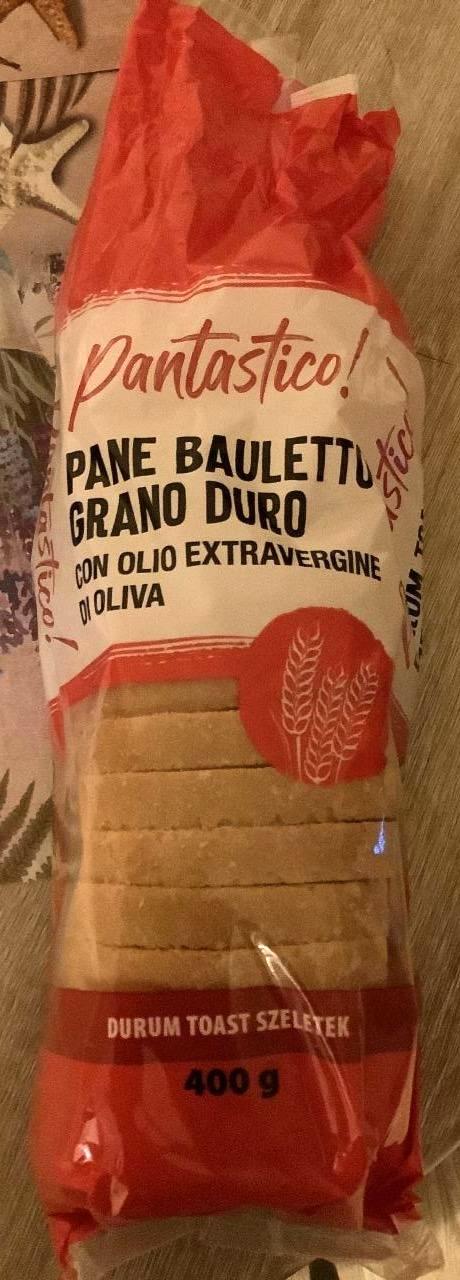 Pantastico!
PANE BAULETTO
GRANO DURO
CON OLIO EXTRAVERGINE
DI OLIVA
DURUM TOAST SZELETEK
400 g